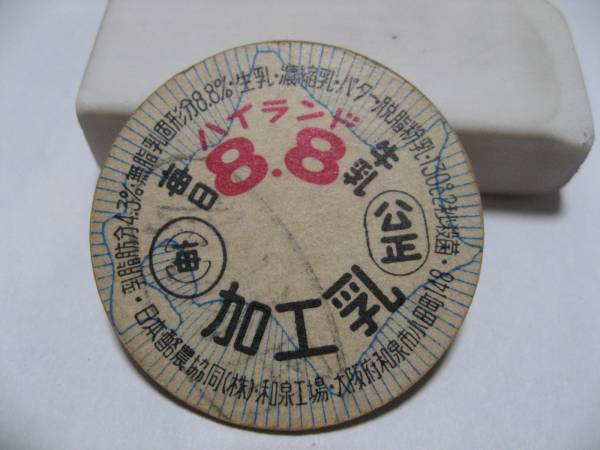 乳脂肪分4.3%・無脂乳固形分8.8%・生乳・濃縮乳・バター・脱脂粉乳・130℃2秒殺菌・
ハイランド
8.8
毎日
牛乳
公正
加工乳
日本酪農協同(株)・和泉工場・大阪府和泉市小田町148